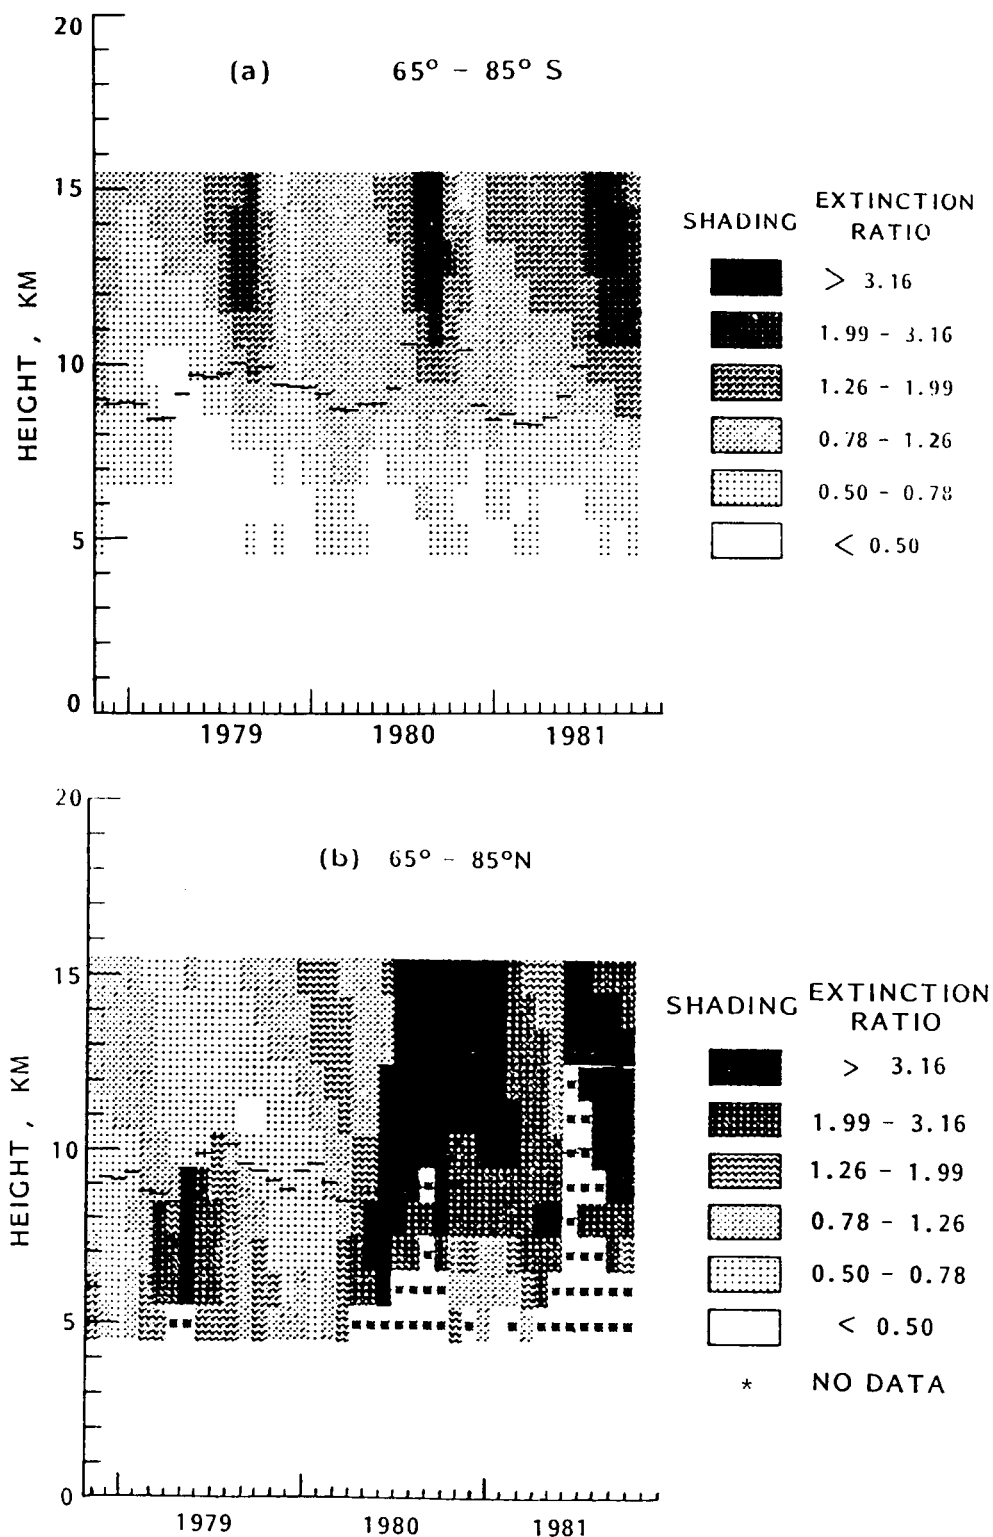 20
(a) 65° - 85° S
15
10
5
0
HEIGHT, KM
1979 1980 1981
SHADING EXTINCTION RATIO
> 3.16
1.99 - 3.16
1.26 - 1.99
0.78 - 1.26
0.50 - 0.78
< 0.50
20
(b) 65° - 85°N
15
10
5
0
HEIGHT, KM
1979 1980 1981
SHADING EXTINCTION RATIO
> 3.16
1.99 - 3.16
1.26 - 1.99
0.78 - 1.26
0.50 - 0.78
< 0.50
* NO DATA